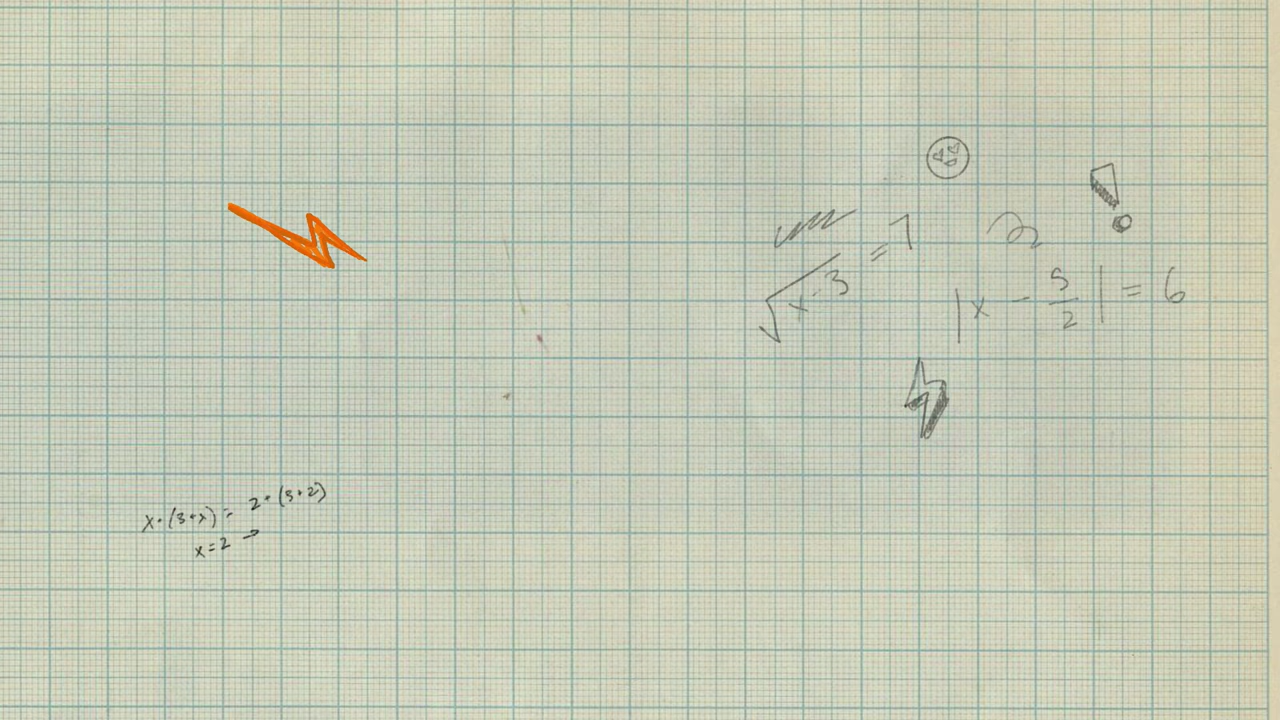 √x-3 = 7
|x - 5/2| = 6
x·(3+x) = 2·(3+2)
x=2 →